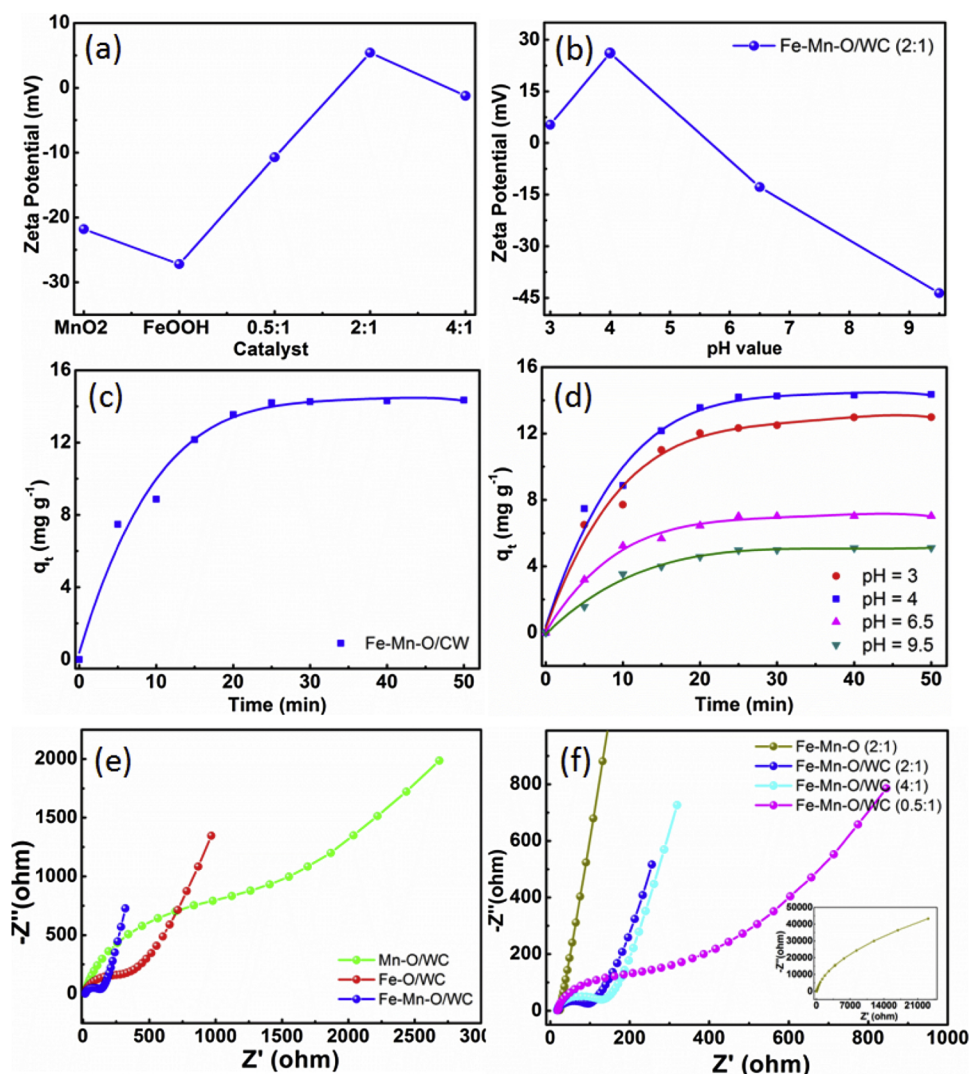 (a)
Zeta Potential (mV)
10
0
-10
-20
-30
MnO2 FeOOH 0.5:1 2:1 4:1
Catalyst
(b)
Fe-Mn-O/WC (2:1)
Zeta Potential (mV)
30
15
0
-15
-30
-45
3 4 5 6 7 8 9
pH value
(c)
qt (mg g-1)
16
12
8
4
0
Fe-Mn-O/CW
0 10 20 30 40 50
Time (min)
(d)
qt (mg g-1)
16
12
8
4
0
pH = 3
pH = 4
pH = 6.5
pH = 9.5
0 10 20 30 40 50
Time (min)
(e)
-Z''(ohm)
2000
1500
1000
500
0
Mn-O/WC
Fe-O/WC
Fe-Mn-O/WC
0 500 1000 1500 2000 2500 300
Z' (ohm)
(f)
-Z''(ohm)
800
600
400
200
0
Fe-Mn-O (2:1)
Fe-Mn-O/WC (2:1)
Fe-Mn-O/WC (4:1)
Fe-Mn-O/WC (0.5:1)
50000
40000
30000
20000
10000
0
-Z''(ohm)
7000 14000 21000
Z' (ohm)
0 200 400 600 800 1000
Z' (ohm)